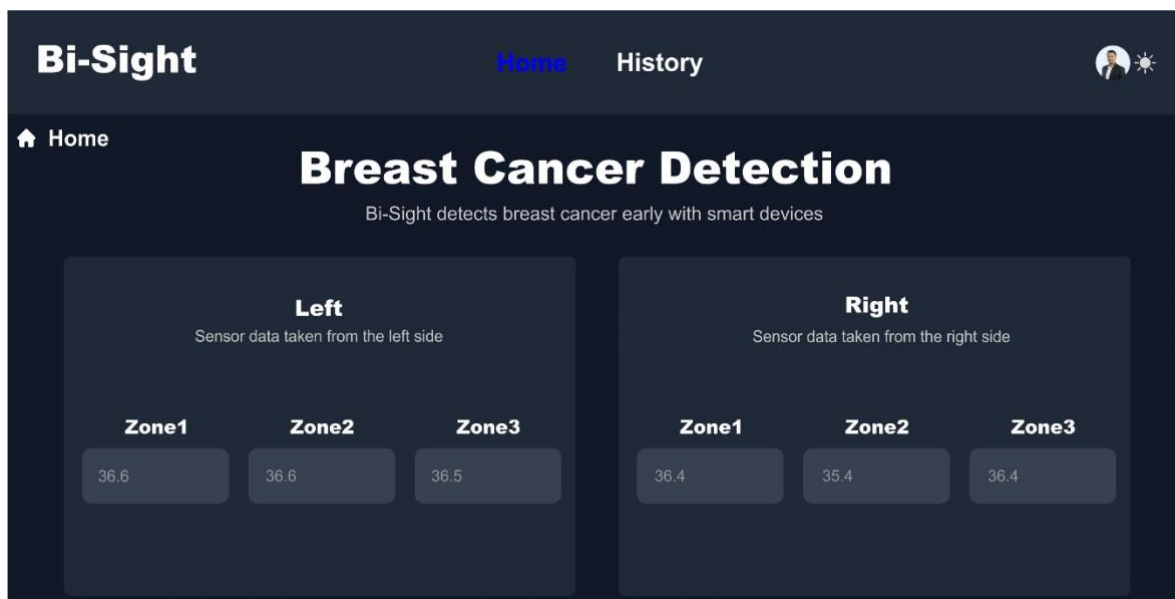 Bi-Sight
Home
History
Home
Breast Cancer Detection
Bi-Sight detects breast cancer early with smart devices
Left
Sensor data taken from the left side
Zone1 Zone2 Zone3
36.6 36.6 36.5
Right
Sensor data taken from the right side
Zone1 Zone2 Zone3
36.4 35.4 36.4